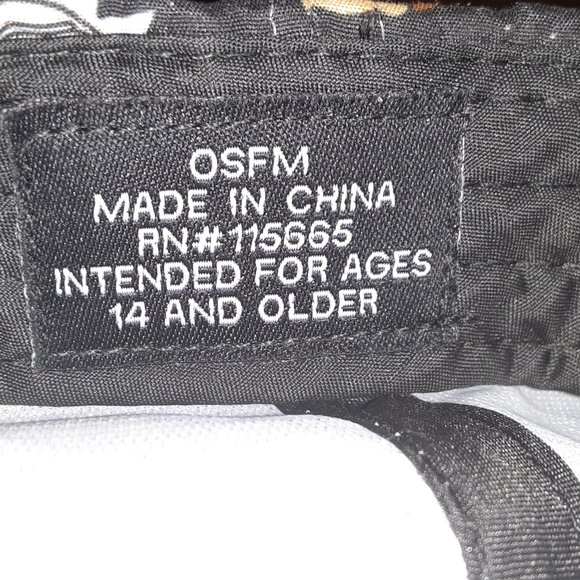 OSFM
MADE IN CHINA
RN#115665
INTENDED FOR AGES
14 AND OLDER